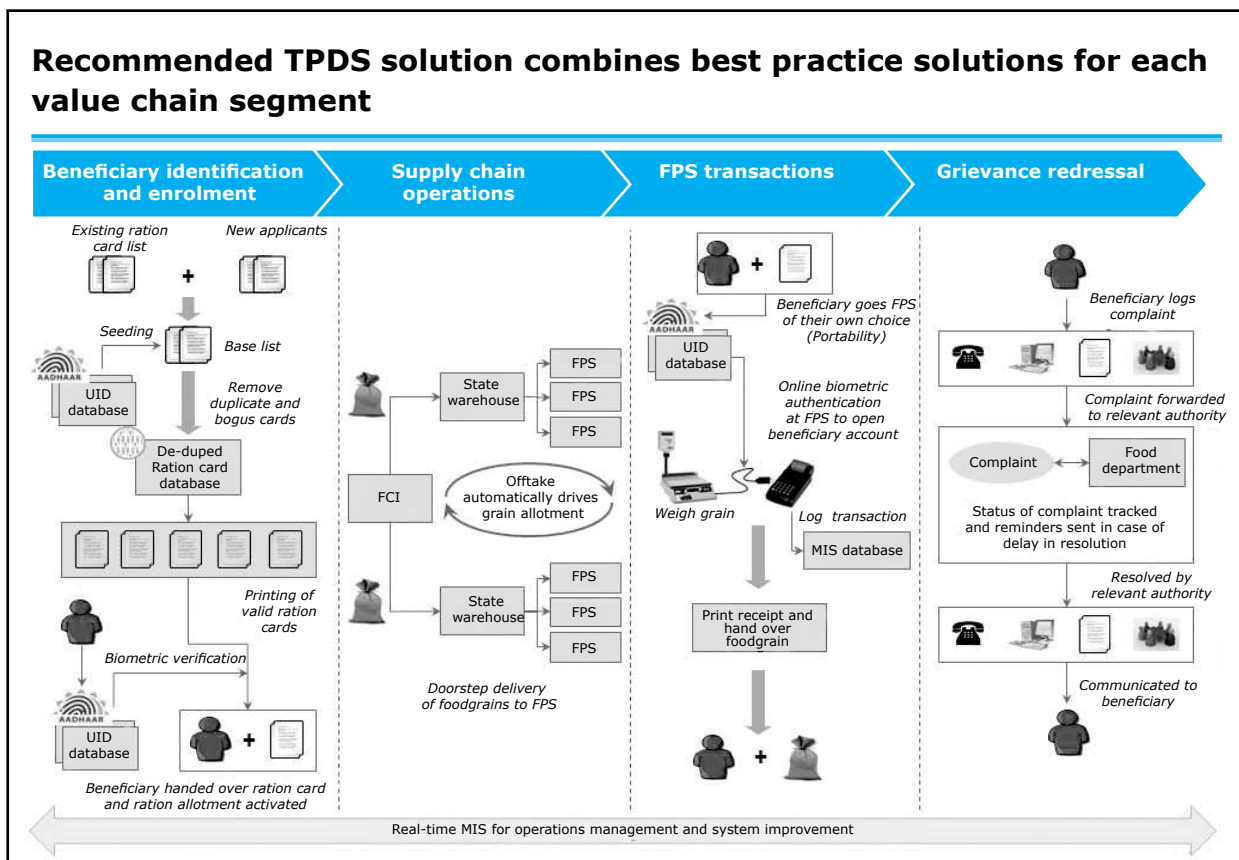 Recommended TPDS solution combines best practice solutions for each
value chain segment
Beneficiary identification
and enrolment
Supply chain
operations
FPS transactions
Grievance redressal
Existing ration
card list
New applicants
+
Seeding
Base list
AADHAAR
UID
database
Remove
duplicate and
bogus cards
De-duped
Ration card
database
Printing of
valid ration
cards
Biometric verification
AADHAAR
UID
database
+
Beneficiary handed over ration card
and ration allotment activated
FCI
State
warehouse
FPS
FPS
FPS
Offtake
automatically drives
grain allotment
State
warehouse
FPS
FPS
FPS
Doorstep delivery
of foodgrains to FPS
+
Beneficiary goes FPS
of their own choice
(Portability)
AADHAAR
UID
database
Online biometric
authentication
at FPS to open
beneficiary account
Weigh grain
Log transaction
MIS database
Print receipt and
hand over
foodgrain
+
Beneficiary logs
complaint
Complaint forwarded
to relevant authority
Complaint
Food
department
Status of complaint tracked
and reminders sent in case of
delay in resolution
Resolved by
relevant authority
Communicated to
beneficiary
Real-time MIS for operations management and system improvement